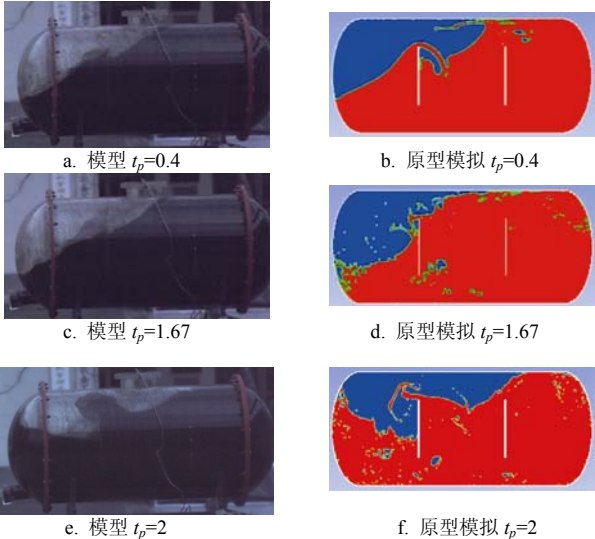 a. 模型 tp=0.4
b. 原型模拟 tp=0.4
c. 模型 tp=1.67
d. 原型模拟 tp=1.67
e. 模型 tp=2
f. 原型模拟 tp=2